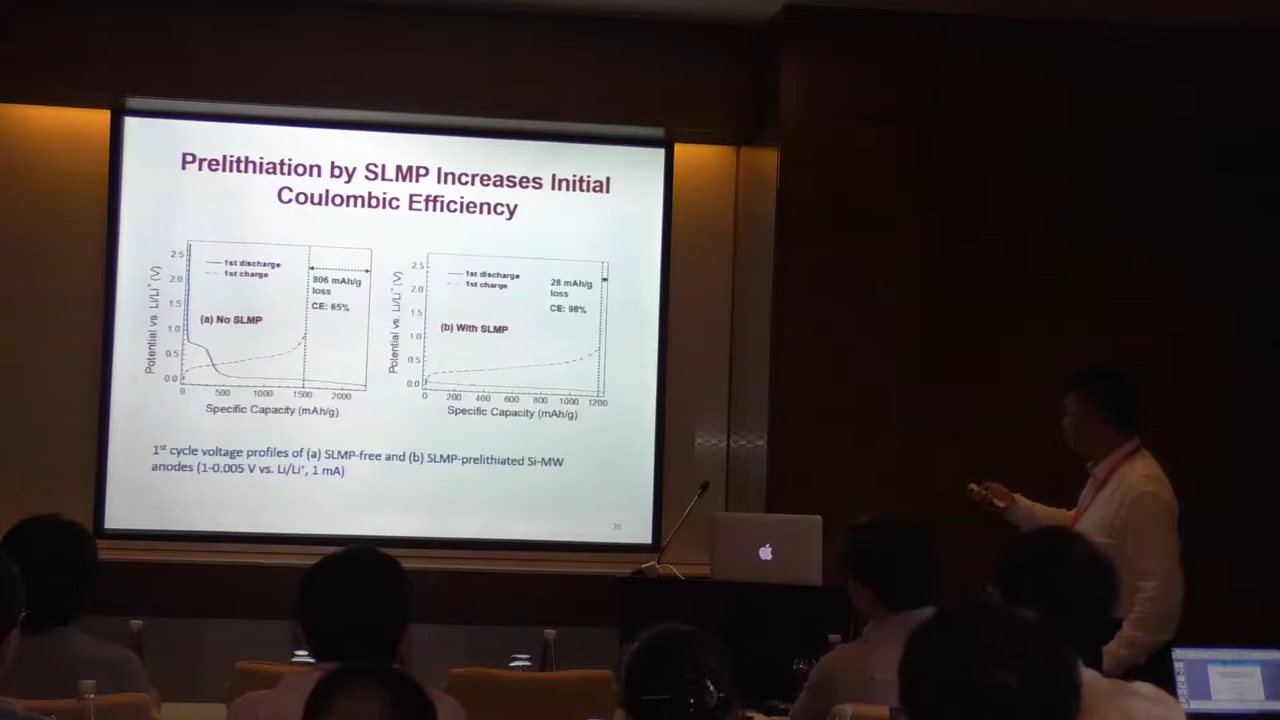 Prelithiation by SLMP Increases Initial
Coulombic Efficiency
2.5
2.0
1.5
1.0
0.5
0.0
Potential vs. Li/Li⁺ (V)
1st discharge
1st charge
806 mAh/g
loss
CE: 65%
(a) No SLMP
0 500 1000 1500 2000
Specific Capacity (mAh/g)
2.5
2.0
1.5
1.0
0.5
0.0
Potential vs. Li/Li⁺ (V)
1st discharge
1st charge
28 mAh/g
loss
CE: 98%
(b) With SLMP
0 200 400 600 800 1000 1200
Specific Capacity (mAh/g)
1st cycle voltage profiles of (a) SLMP-free and (b) SLMP-prelithiated Si-MW
anodes (1-0.005 V vs. Li/Li⁺, 1 mA)